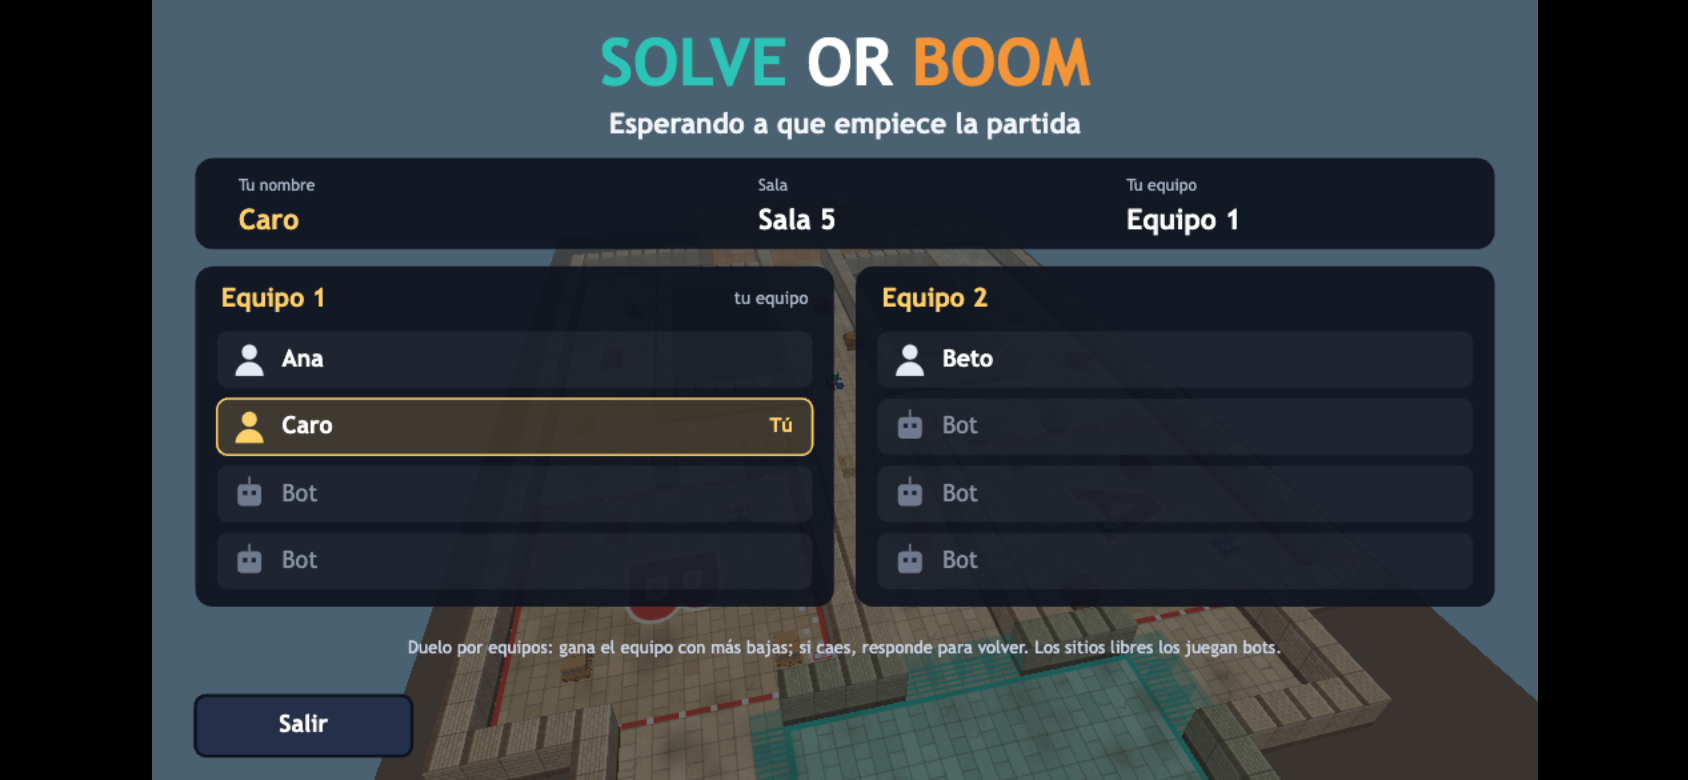 SOLVE OR BOOM
Esperando a que empiece la partida
Tu nombre
Caro
Sala
Sala 5
Tu equipo
Equipo 1
Equipo 1
tu equipo
Ana
Caro
Tú
Bot
Bot
Equipo 2
Beto
Bot
Bot
Bot
A
B
Duelo por equipos: gana el equipo con más bajas; si caes, responde para volver. Los sitios libres los juegan bots.
Salir